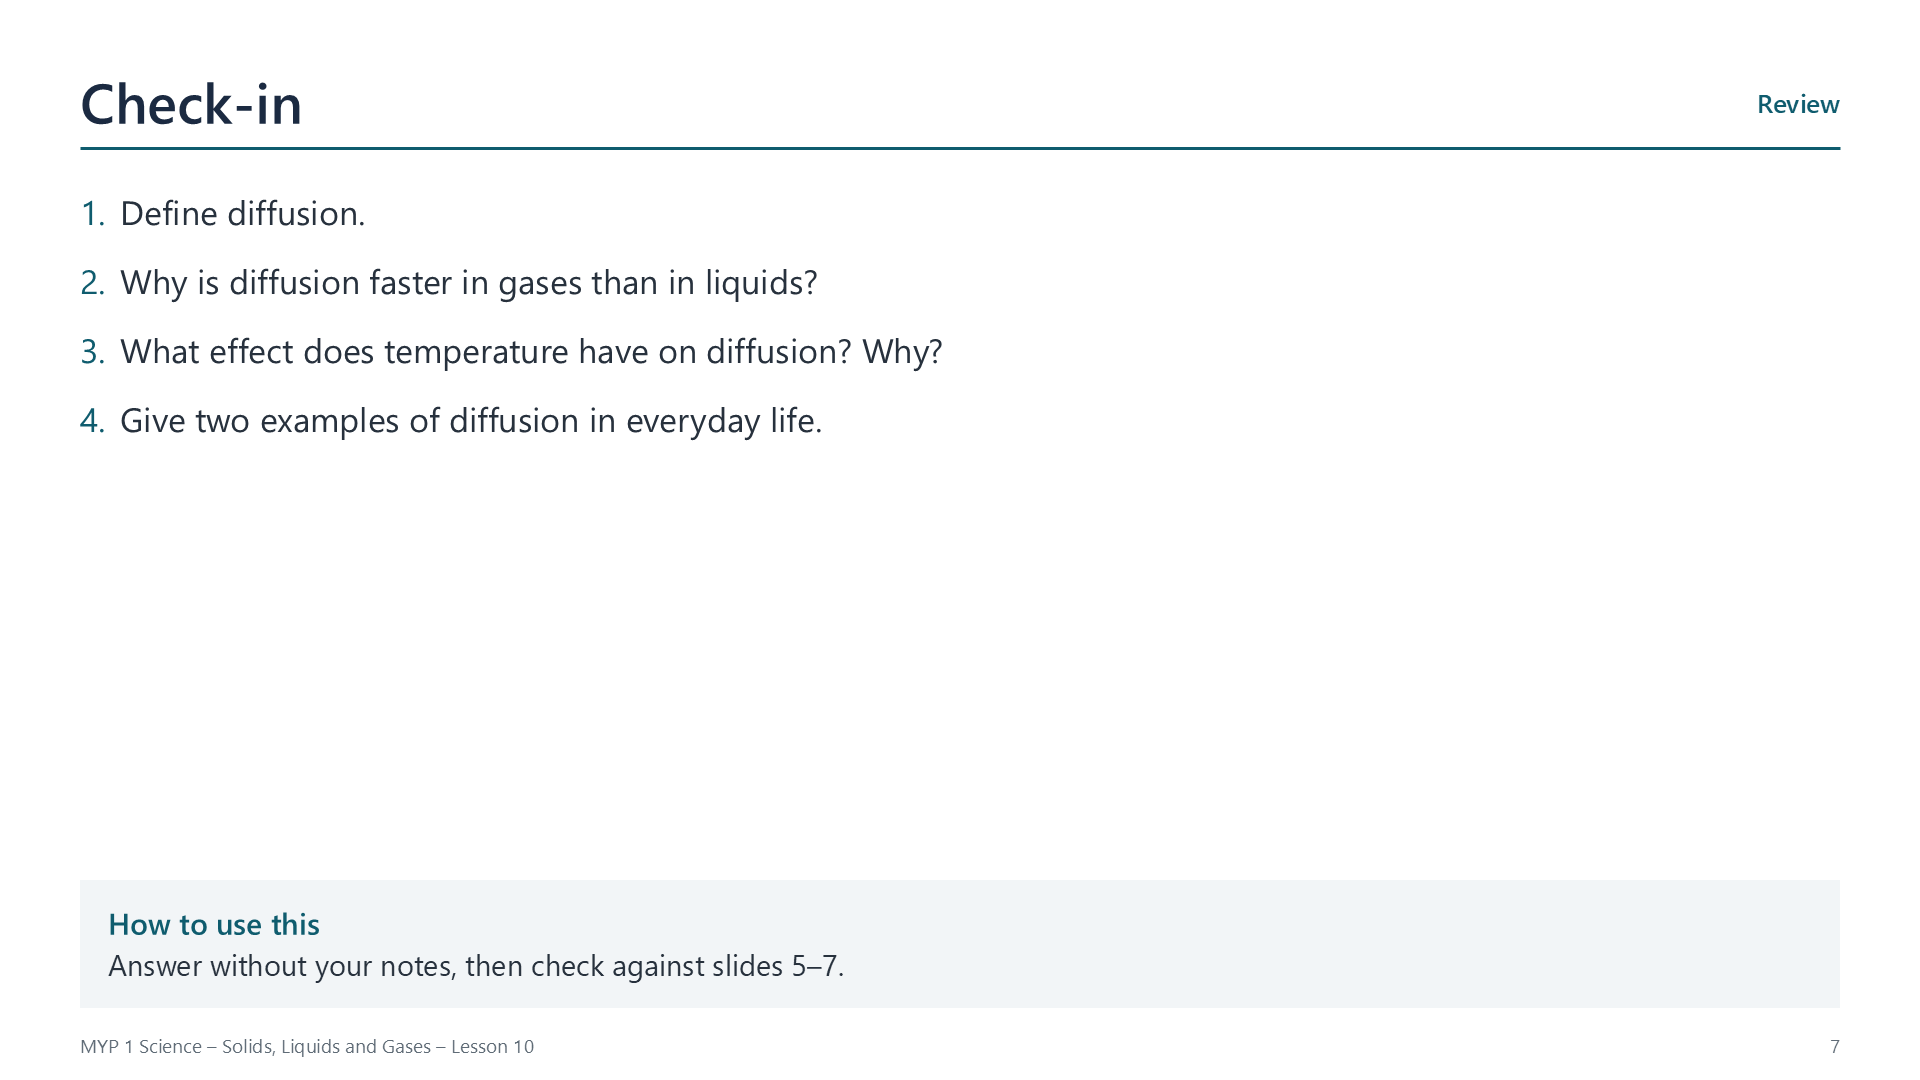 Check-in
Review
1. Define diffusion.
2. Why is diffusion faster in gases than in liquids?
3. What effect does temperature have on diffusion? Why?
4. Give two examples of diffusion in everyday life.
How to use this
Answer without your notes, then check against slides 5–7.
MYP 1 Science – Solids, Liquids and Gases – Lesson 10
7